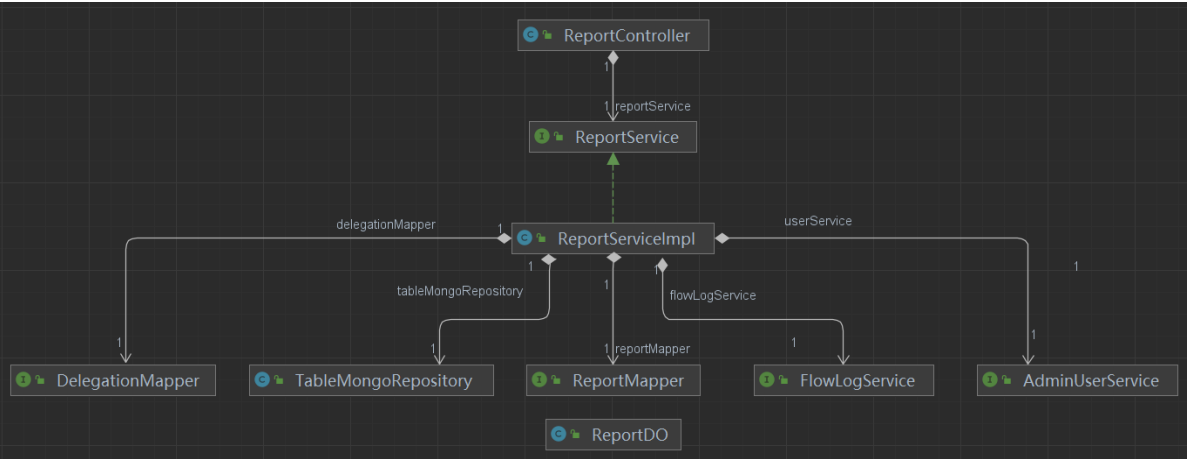 C ReportController
1
1 reportService
I ReportService
delegationMapper
1
C ReportServiceImpl
userService
1
1
1
1
tableMongoRepository
flowLogService
1
1
1 reportMapper
1
1
1
I DelegationMapper
C TableMongoRepository
I ReportMapper
I FlowLogService
I AdminUserService
C ReportDO